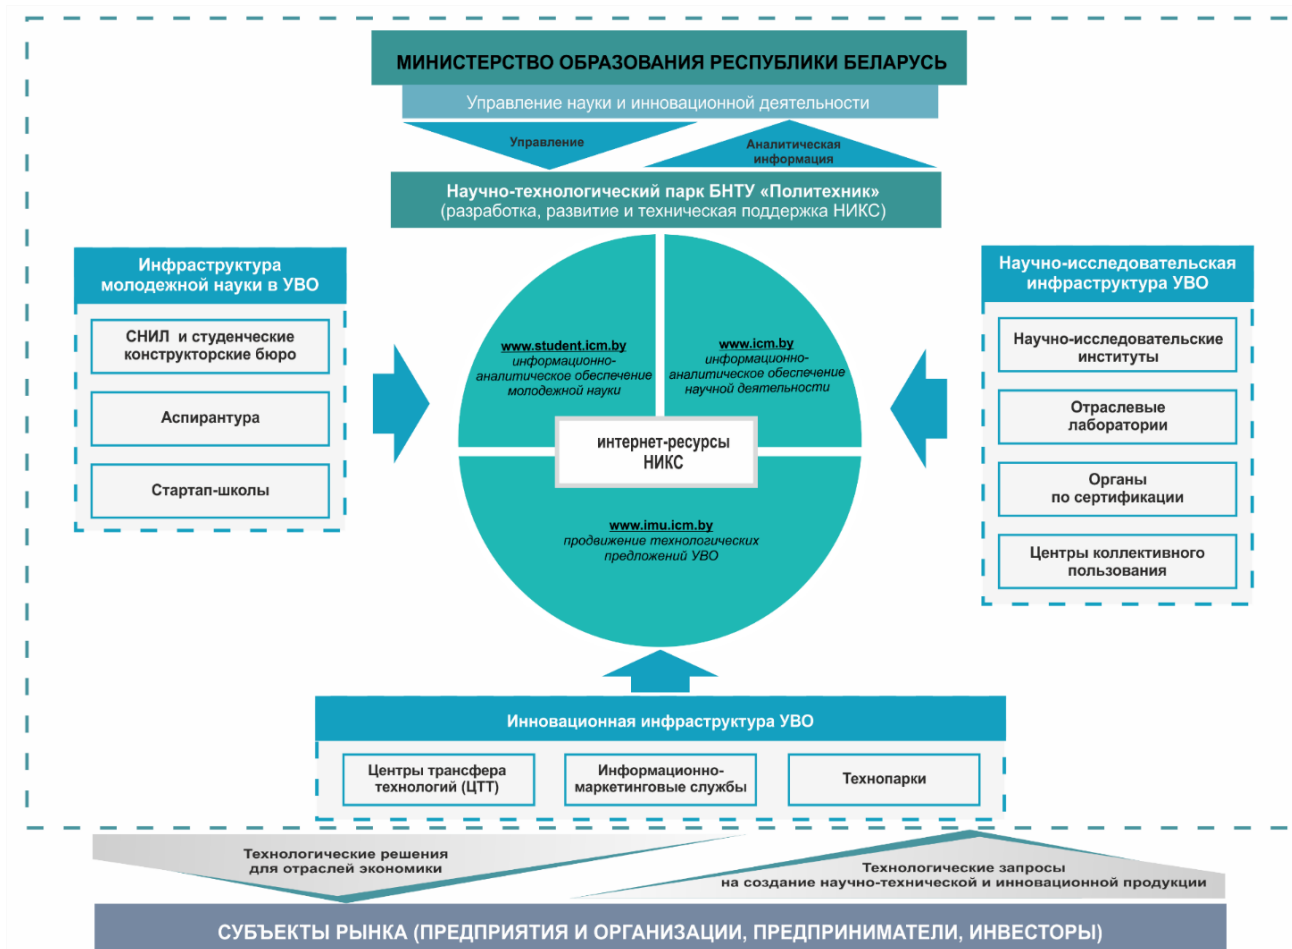 МИНИСТЕРСТВО ОБРАЗОВАНИЯ РЕСПУБЛИКИ БЕЛАРУСЬ
Управление науки и инновационной деятельности
Управление
Аналитическая
информация
Научно-технологический парк БНТУ «Политехник»
(разработка, развитие и техническая поддержка НИКС)
Инфраструктура
молодежной науки в УВО
СНИЛ и студенческие
конструкторские бюро
Аспирантура
Стартап-школы
www.student.icm.by
информационно-
аналитическое обеспечение
молодежной науки
www.icm.by
информационно-
аналитическое обеспечение
научной деятельности
интернет-ресурсы
НИКС
www.imu.icm.by
продвижение технологических
предложений УВО
Научно-исследовательская
инфраструктура УВО
Научно-исследовательские
институты
Отраслевые
лаборатории
Органы
по сертификации
Центры коллективного
пользования
Инновационная инфраструктура УВО
Центры трансфера
технологий (ЦТТ)
Информационно-
маркетинговые службы
Технопарки
Технологические решения
для отраслей экономики
Технологические запросы
на создание научно-технической и инновационной продукции
СУБЪЕКТЫ РЫНКА (ПРЕДПРИЯТИЯ И ОРГАНИЗАЦИИ, ПРЕДПРИНИМАТЕЛИ, ИНВЕСТОРЫ)